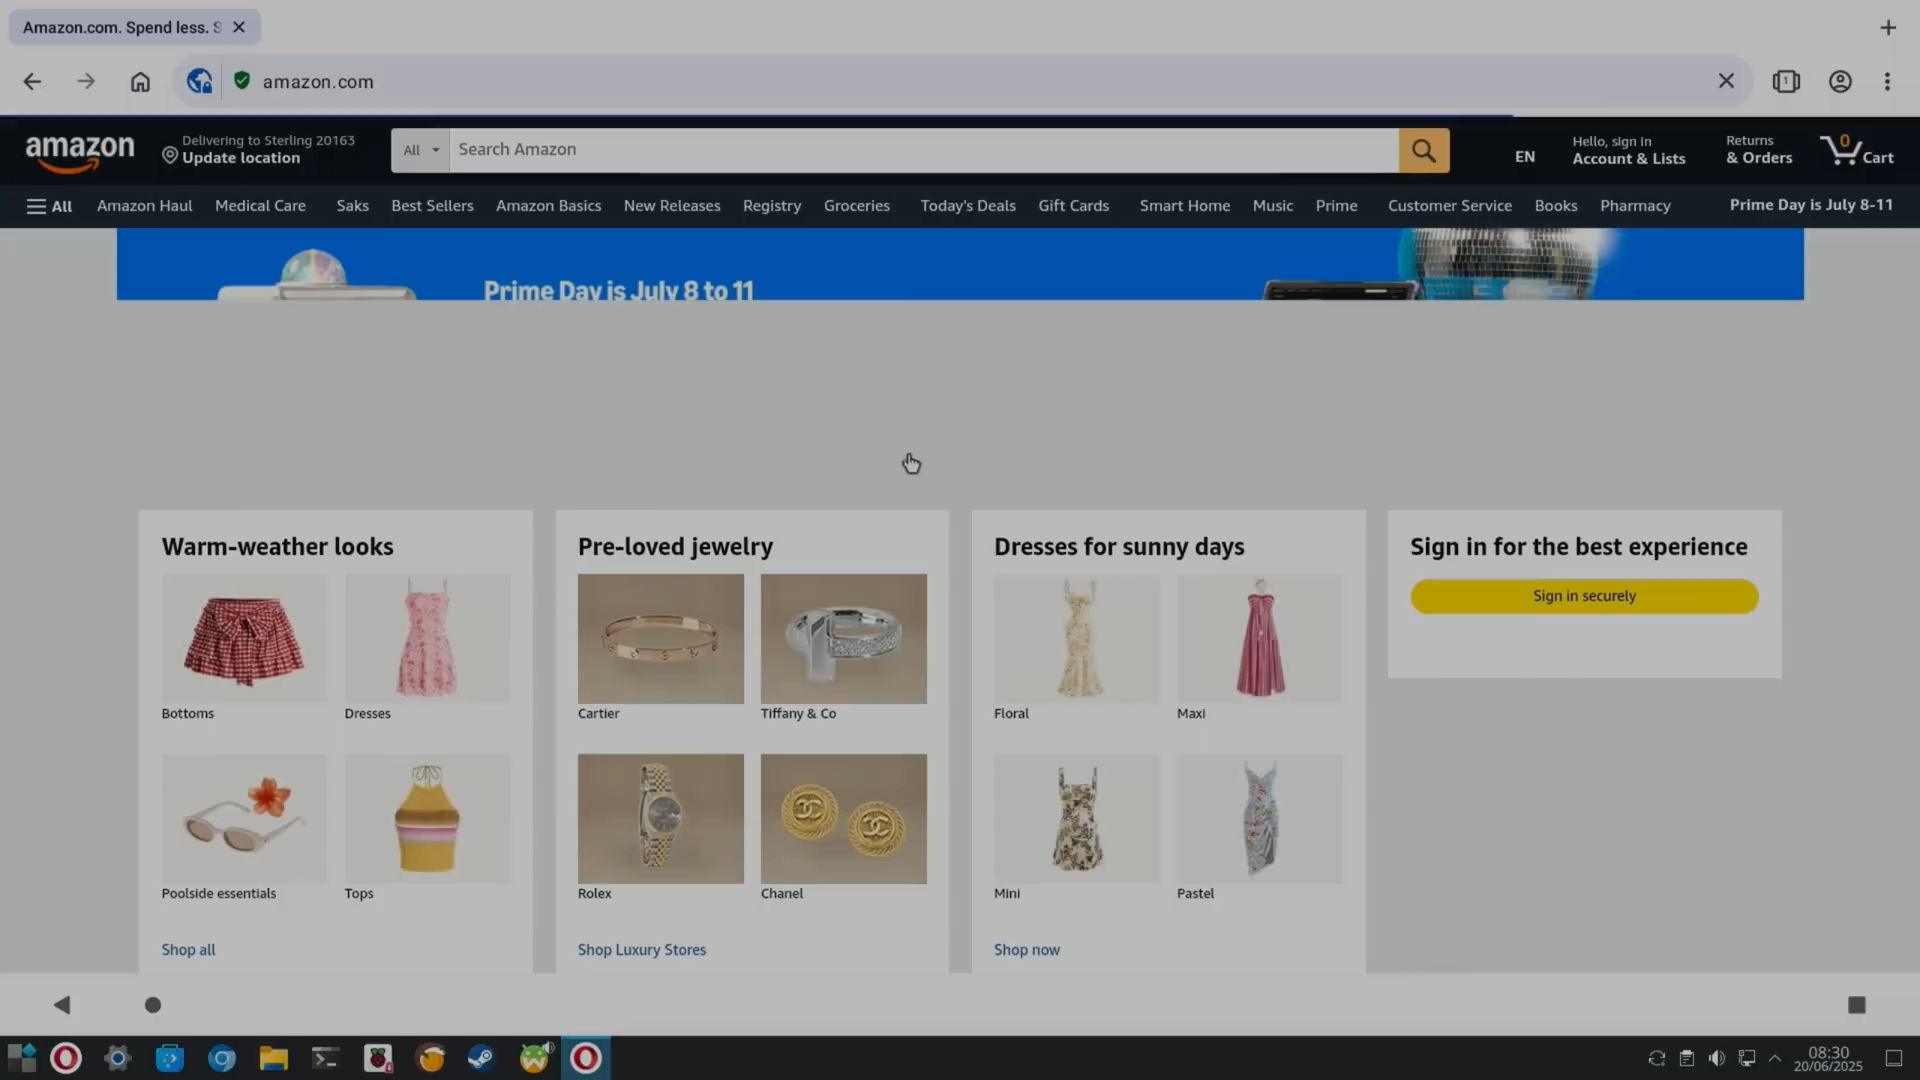 Amazon.com. Spend less. S
amazon.com
1
amazon
Delivering to Sterling 20163
Update location
All
Search Amazon
EN
Hello, sign in
Account & Lists
Returns
& Orders
0
Cart
All
Amazon Haul
Medical Care
Saks
Best Sellers
Amazon Basics
New Releases
Registry
Groceries
Today's Deals
Gift Cards
Smart Home
Music
Prime
Customer Service
Books
Pharmacy
Prime Day is July 8-11
Prime Day is July 8 to 11
Warm-weather looks
Bottoms
Dresses
Poolside essentials
Tops
Shop all
Pre-loved jewelry
Cartier
Tiffany & Co
Rolex
Chanel
Shop Luxury Stores
Dresses for sunny days
Floral
Maxi
Mini
Pastel
Shop now
Sign in for the best experience
Sign in securely
08:30
20/06/2025